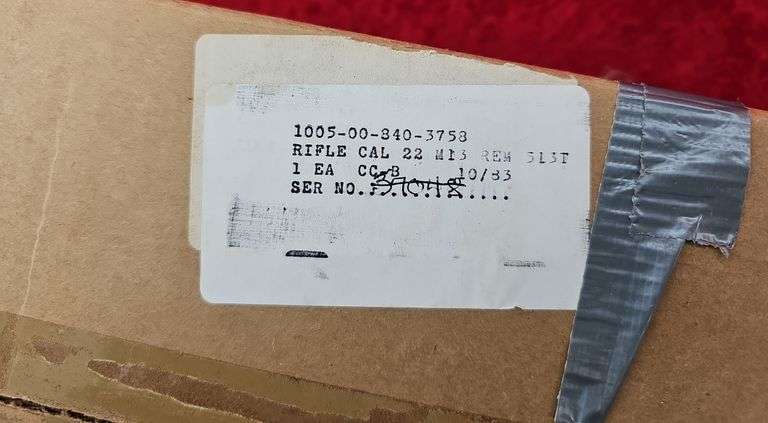 1005-00-840-3758
RIFLE CAL 22 M13 REM 513T
1 EA CC-B 10/83
SER NO.